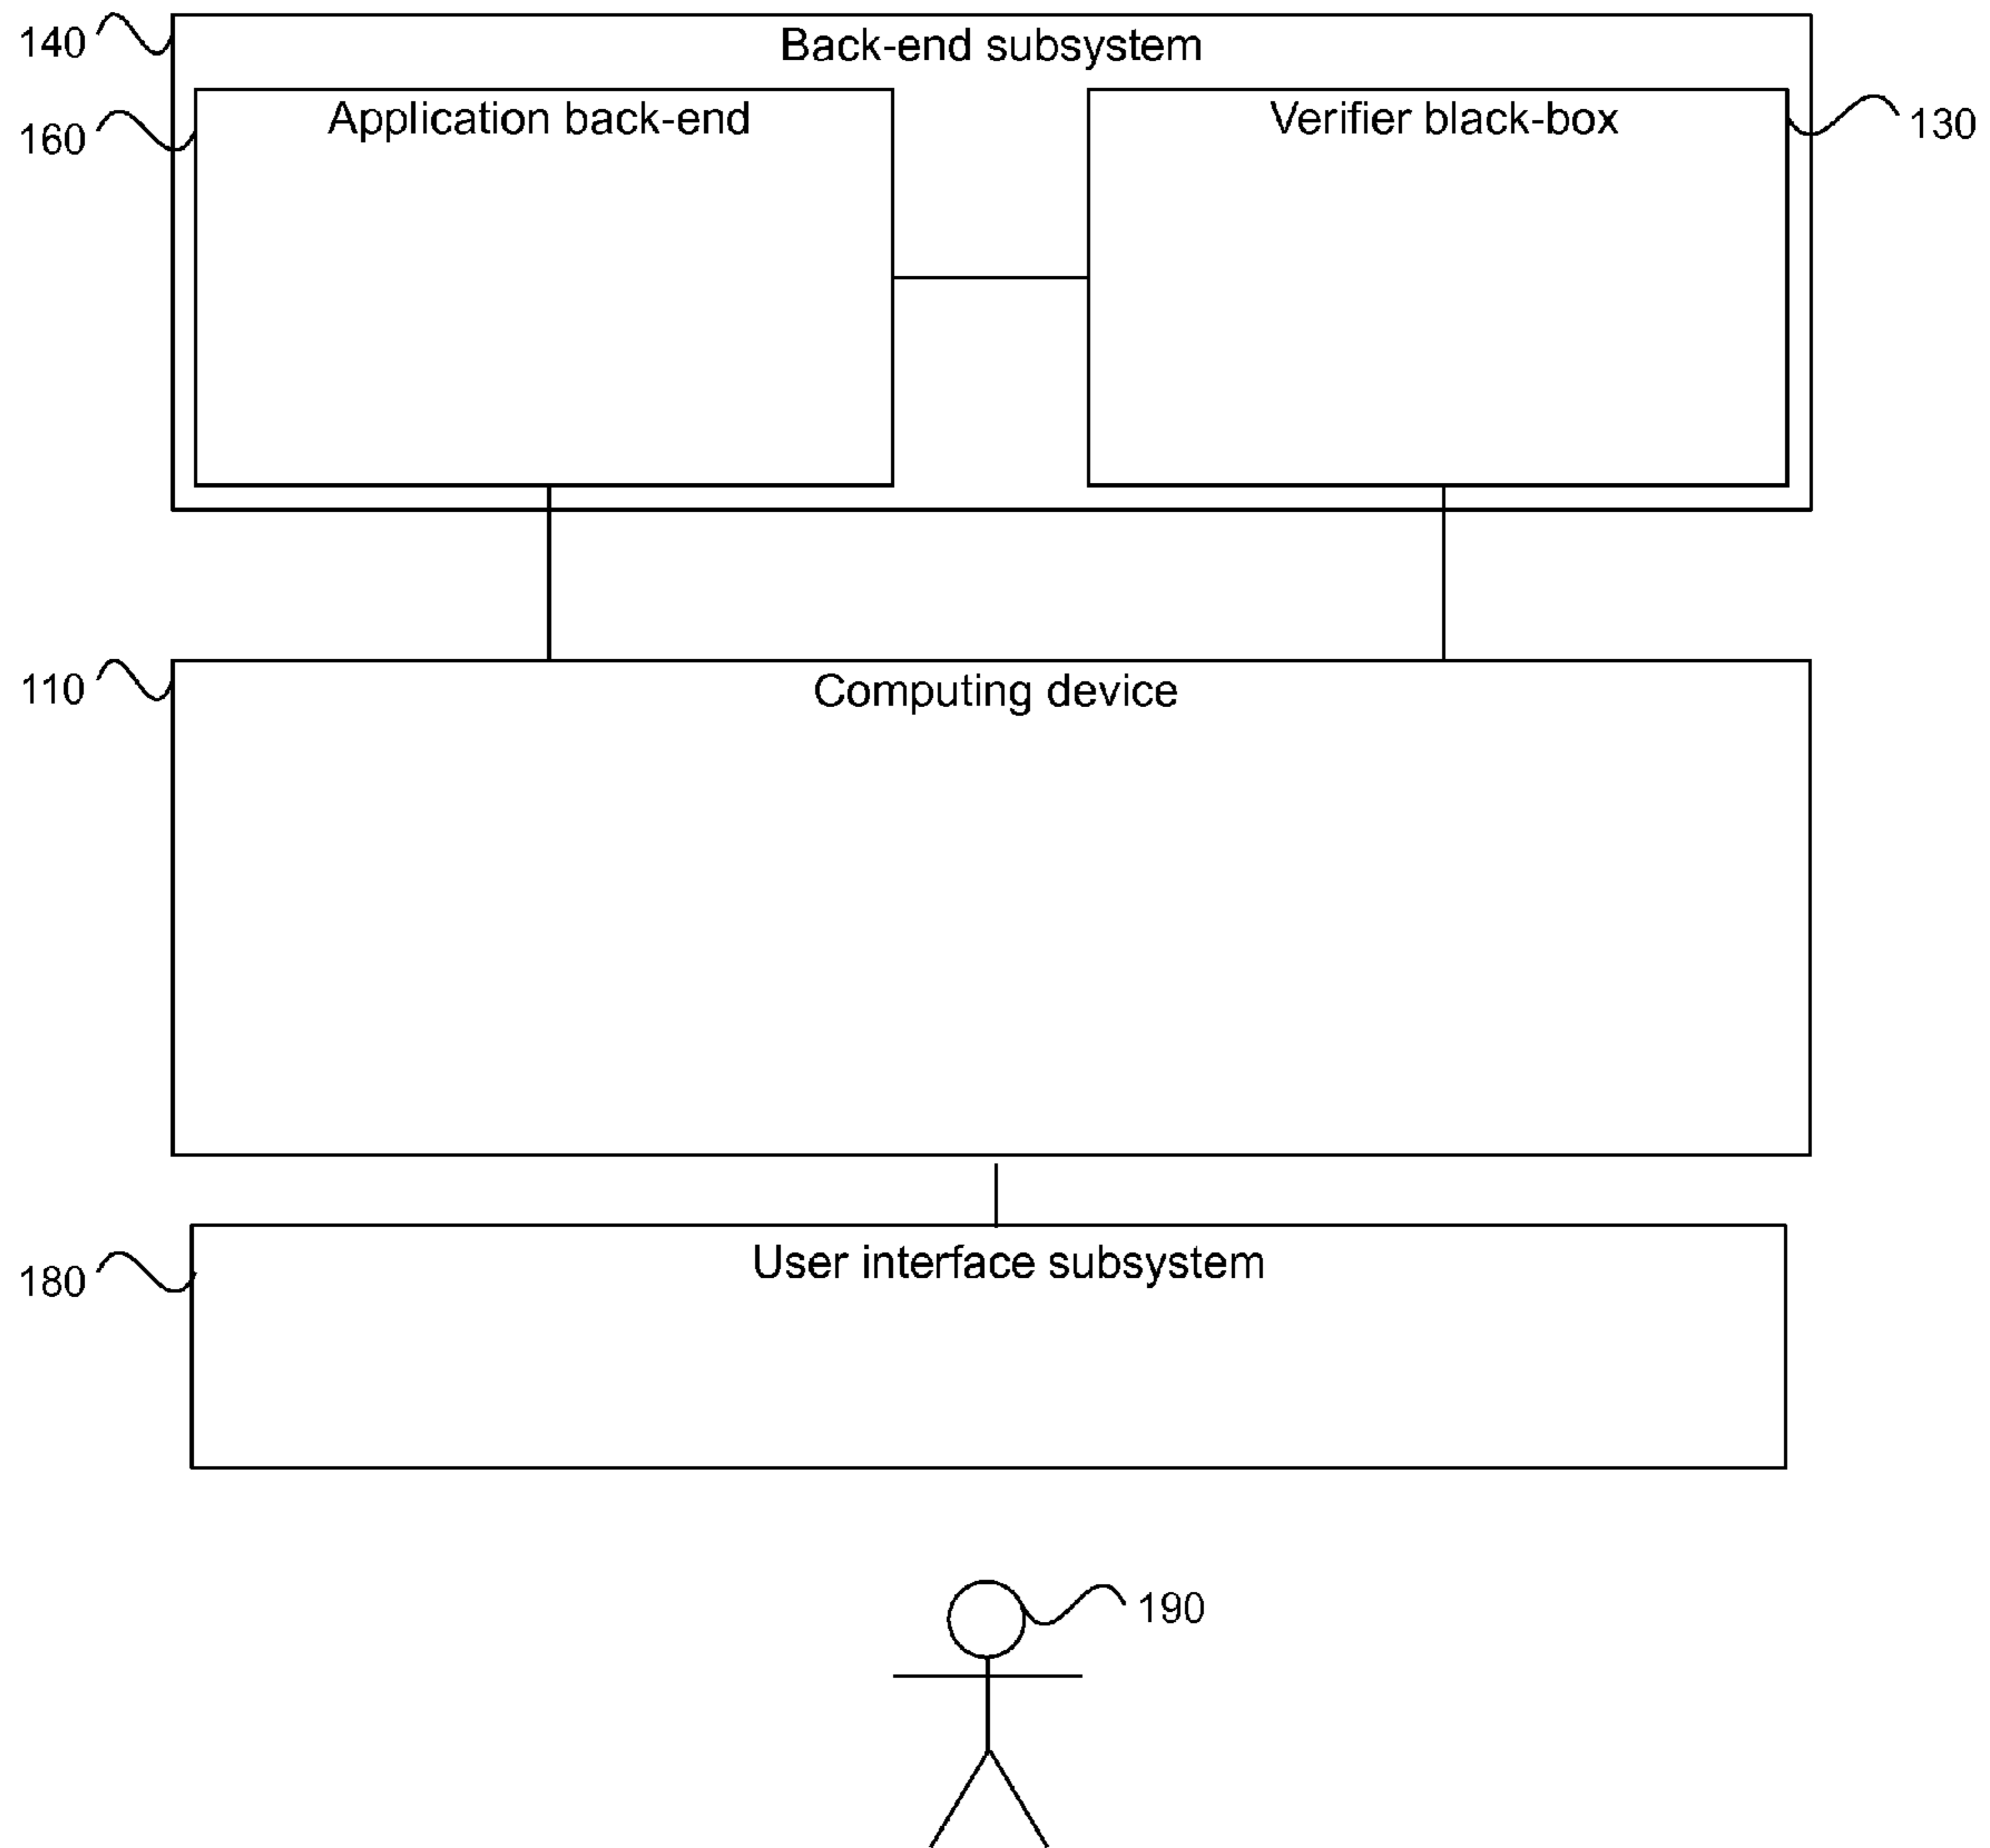 140
Back-end subsystem
160
Application back-end
Verifier black-box
130
110
Computing device
180
User interface subsystem
190